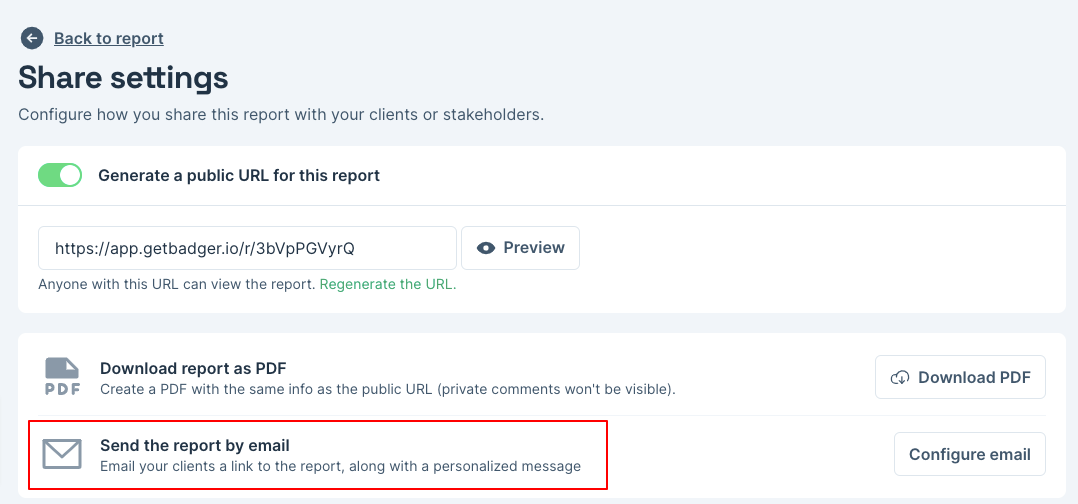 Back to report
Share settings
Configure how you share this report with your clients or stakeholders.
Generate a public URL for this report
https://app.getbadger.io/r/3bVpPGVyrQ
Preview
Anyone with this URL can view the report. Regenerate the URL.
PDF
Download report as PDF
Create a PDF with the same info as the public URL (private comments won't be visible).
Download PDF
Send the report by email
Email your clients a link to the report, along with a personalized message
Configure email